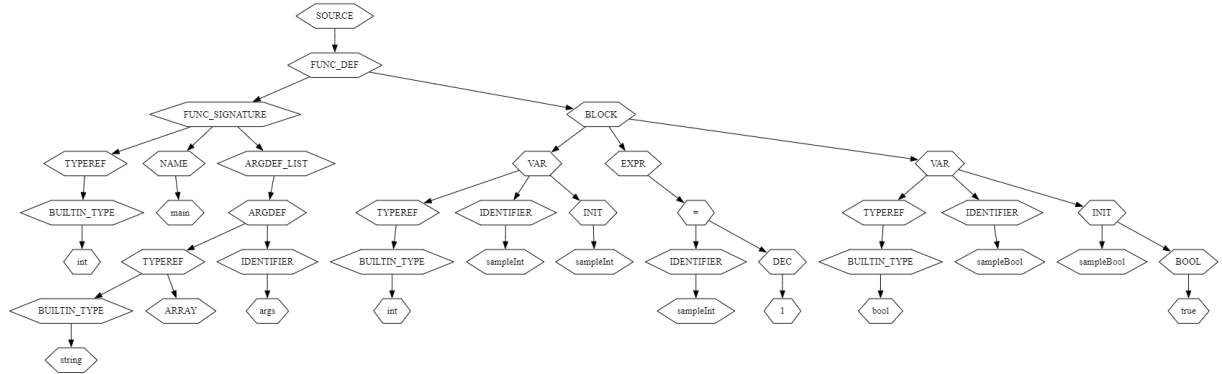 SOURCE
FUNC_DEF
FUNC_SIGNATURE BLOCK
TYPEREF NAME ARGDEF_LIST VAR EXPR VAR
BUILTIN_TYPE main ARGDEF TYPEREF IDENTIFIER INIT = TYPEREF IDENTIFIER INIT
int TYPEREF IDENTIFIER BUILTIN_TYPE sampleInt sampleInt IDENTIFIER DEC BUILTIN_TYPE sampleBool sampleBool BOOL
BUILTIN_TYPE ARRAY args int sampleInt 1 bool true
string